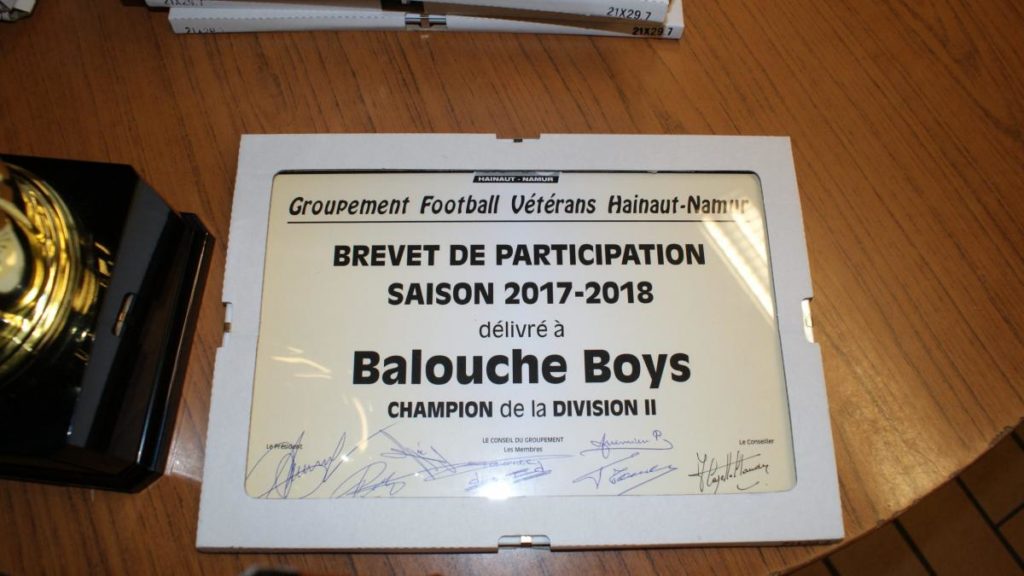 21X29.7
21X29.7
HAINAUT - NAMUR
Groupement Football Vétérans Hainaut-Namur
BREVET DE PARTICIPATION
SAISON 2017-2018
délivré à
Balouche Boys
CHAMPION de la DIVISION II
Le Président
LE CONSEIL DU GROUPEMENT
Les Membres
Le Conseiller